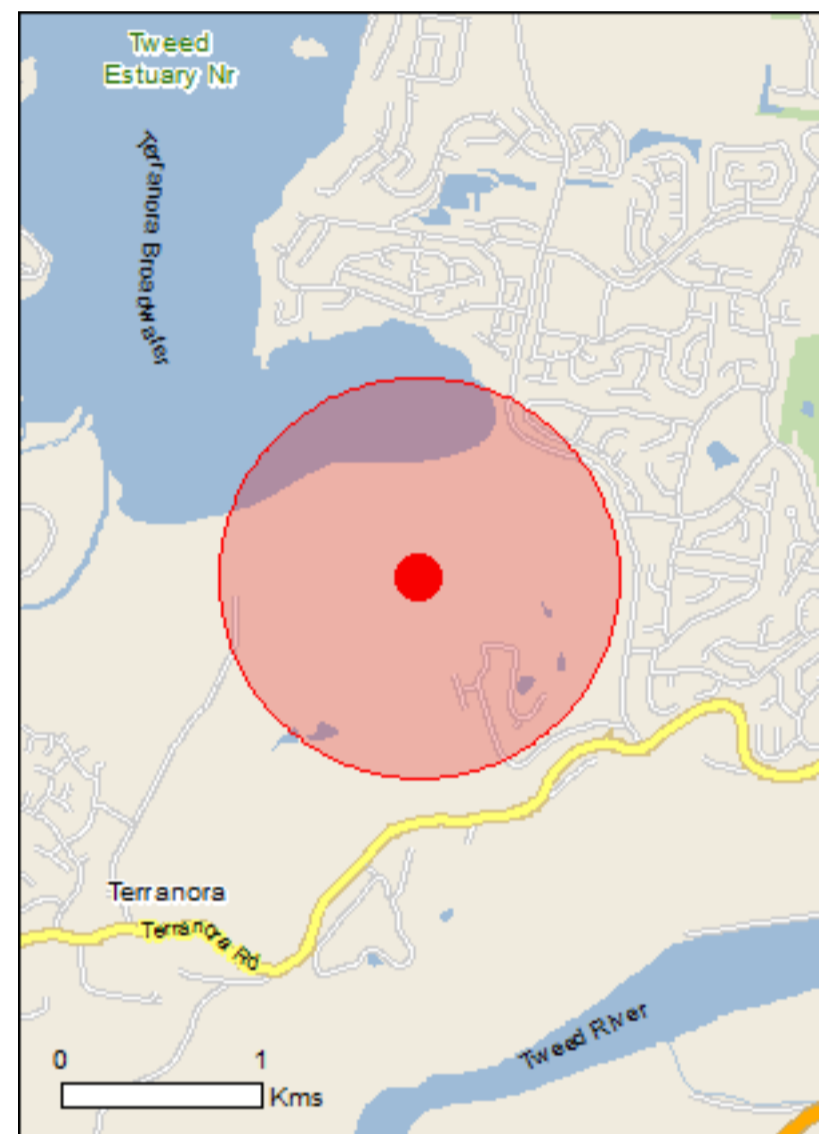 Tweed
Estuary Nr
Terranora Broadwater
Terranora
Terranora Rd
Tweed River
0 1
Kms